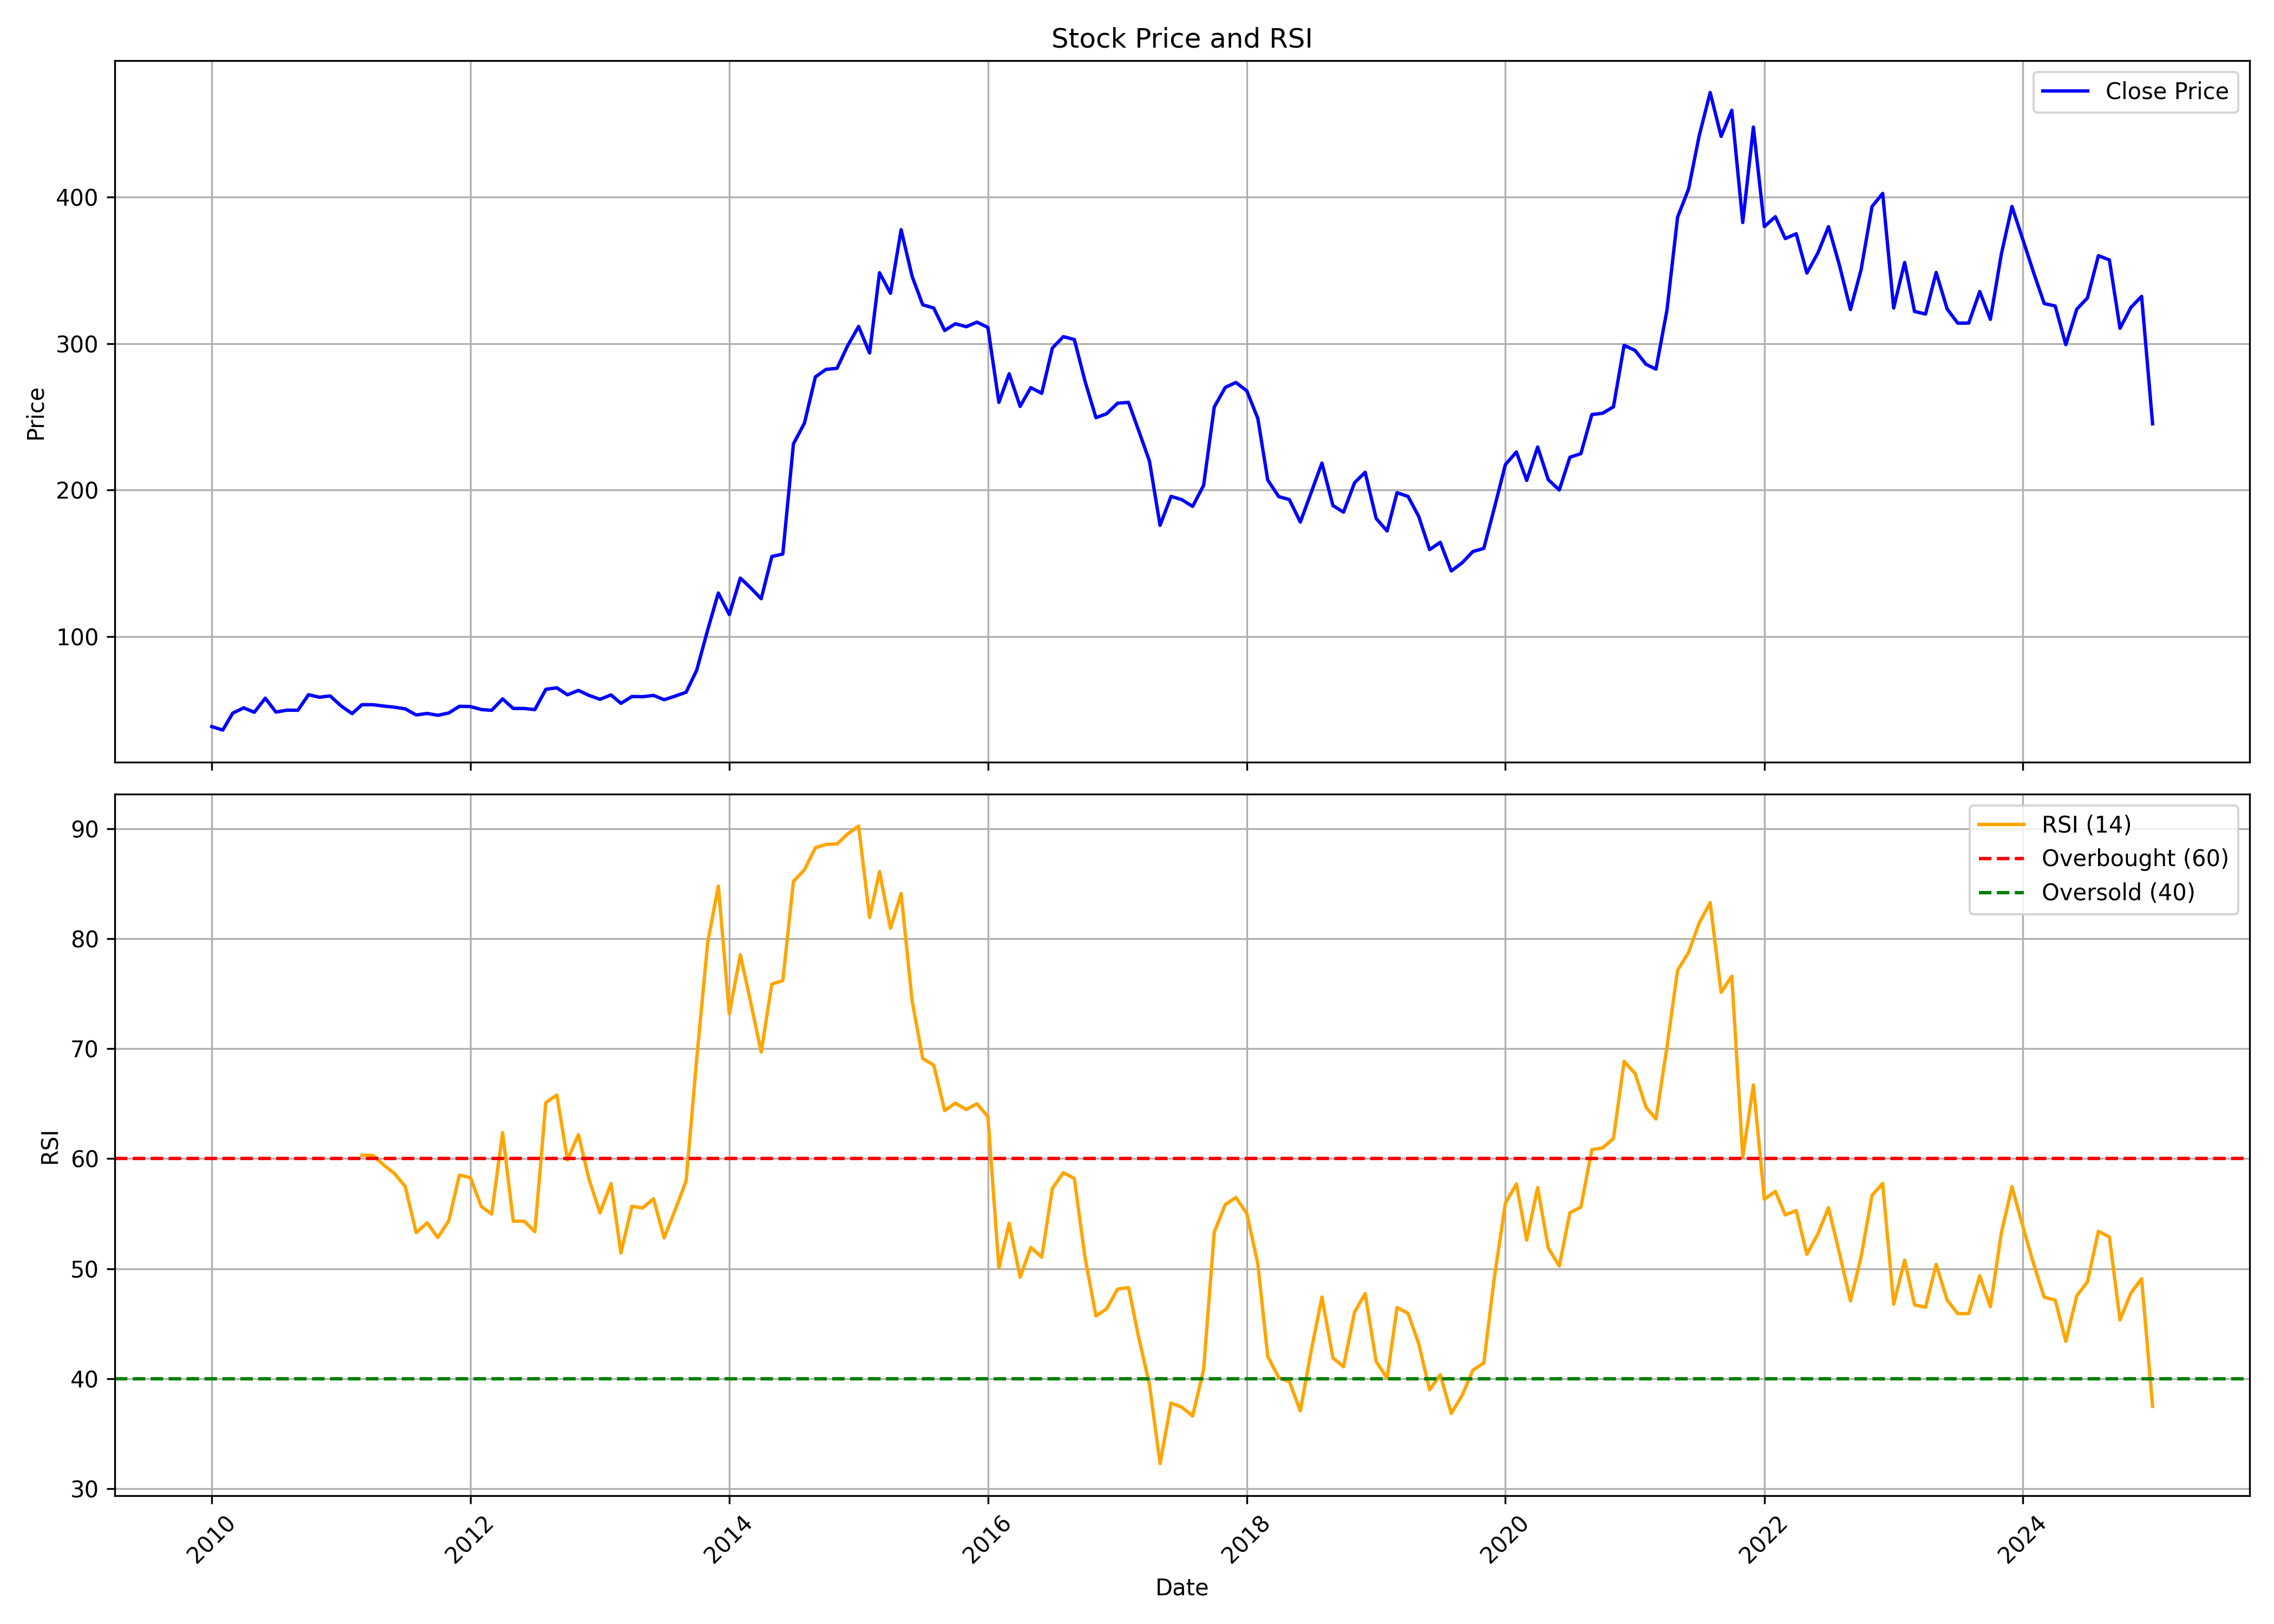 Stock Price and RSI
Close Price
400
300
200
100
Price
RSI (14)
Overbought (60)
Oversold (40)
90
80
70
60
50
40
30
RSI
2010
2012
2014
2016
2018
2020
2022
2024
Date